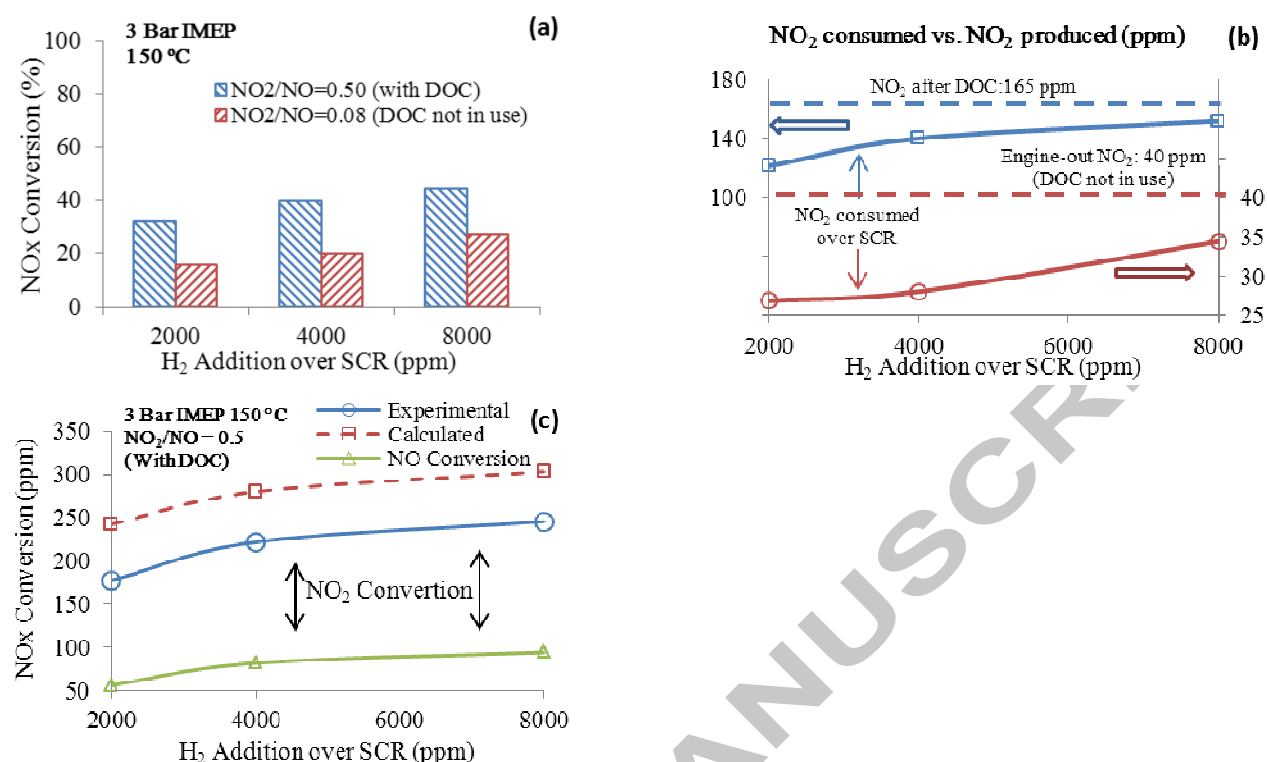 (a)
3 Bar IMEP
150 ºC
NO2/NO=0.50 (with DOC)
NO2/NO=0.08 (DOC not in use)
NOx Conversion (%)
100
80
60
40
20
0
2000 4000 8000
H₂ Addition over SCR (ppm)
NO₂ consumed vs. NO₂ produced (ppm) (b)
180
140
100
NO₂ after DOC:165 ppm
Engine-out NO₂: 40 ppm
(DOC not in use)
NO₂ consumed
over SCR
40
35
30
25
2000 4000 6000 8000
H₂ Addition over SCR (ppm)
(c)
3 Bar IMEP 150 °C
NO₂/NO = 0.5
(With DOC)
Experimental
Calculated
NO Conversion
NOx Conversion (ppm)
350
300
250
200
150
100
50
NO₂ Convertion
2000 4000 6000 8000
H₂ Addition over SCR (ppm)
ANUSCR